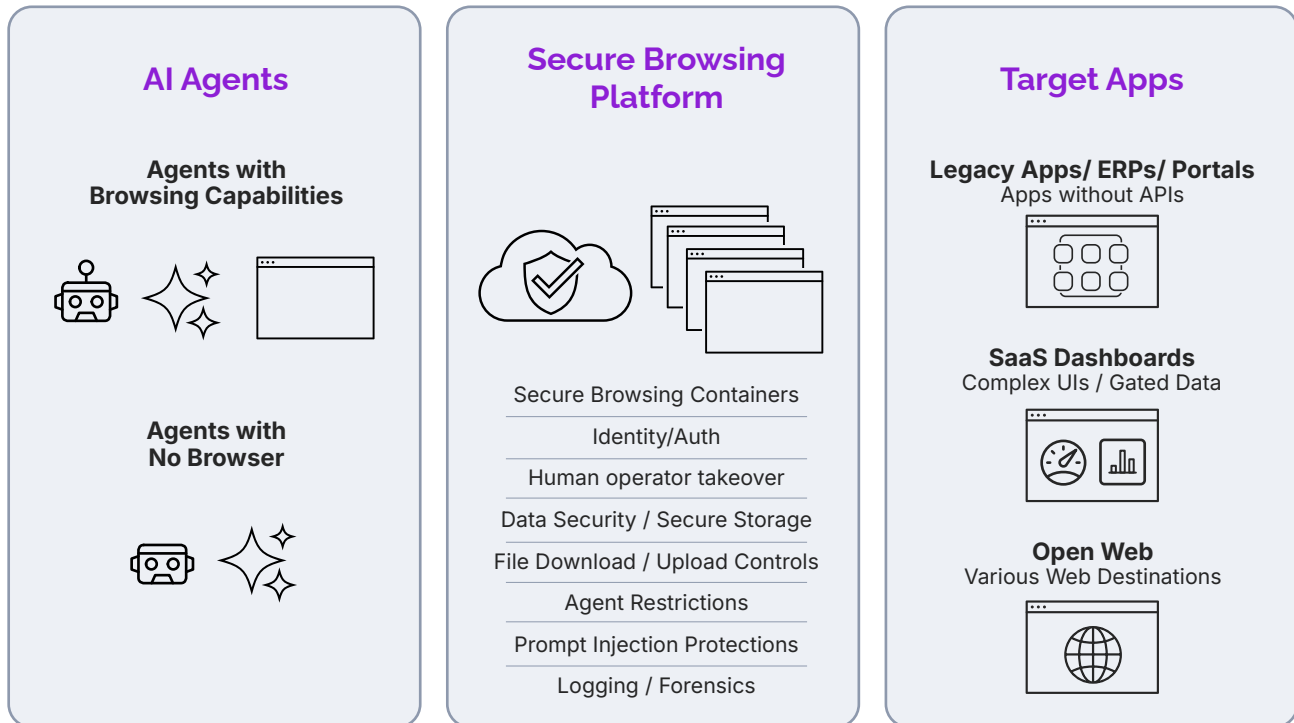 AI Agents
Agents with
Browsing Capabilities
Agents with
No Browser
Secure Browsing
Platform
Secure Browsing Containers
Identity/Auth
Human operator takeover
Data Security / Secure Storage
File Download / Upload Controls
Agent Restrictions
Prompt Injection Protections
Logging / Forensics
Target Apps
Legacy Apps/ ERPs/ Portals
Apps without APIs
SaaS Dashboards
Complex UIs / Gated Data
Open Web
Various Web Destinations